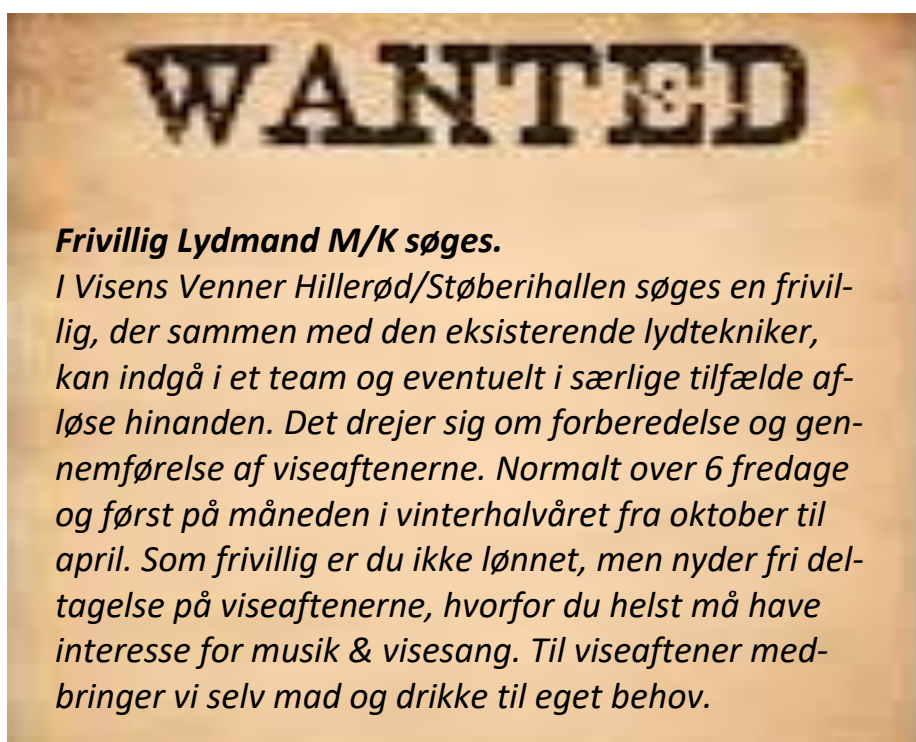 WANTED
Frivillig Lydmand M/K søges.
I Visens Venner Hillerød/Støberihallen søges en frivil-
lig, der sammen med den eksisterende lydtekniker,
kan indgå i et team og eventuelt i særlige tilfælde af-
løse hinanden. Det drejer sig om forberedelse og gen-
nemførelse af viseaftenerne. Normalt over 6 fredage
og først på måneden i vinterhalvåret fra oktober til
april. Som frivillig er du ikke lønnet, men nyder fri del-
tagelse på viseaftenerne, hvorfor du helst må have
interesse for musik & visesang. Til viseaftener med-
bringer vi selv mad og drikke til eget behov.